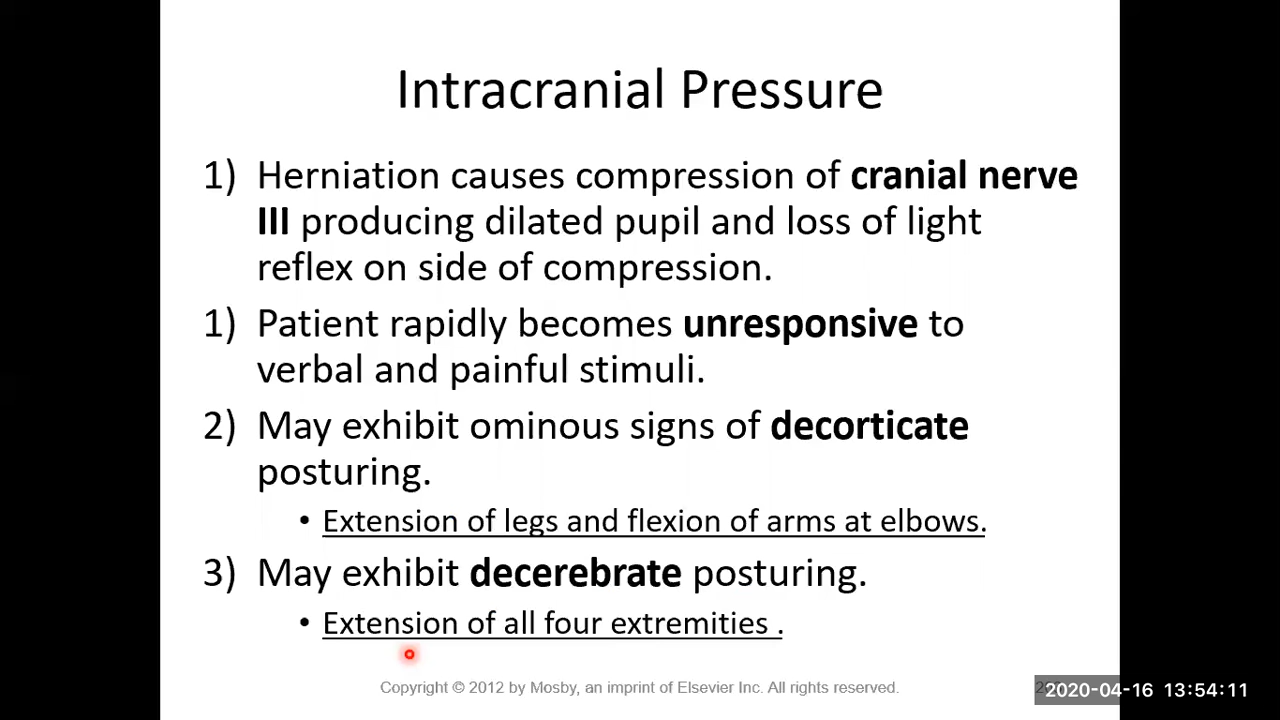 Intracranial Pressure
1) Herniation causes compression of cranial nerve
III producing dilated pupil and loss of light
reflex on side of compression.
1) Patient rapidly becomes unresponsive to
verbal and painful stimuli.
2) May exhibit ominous signs of decorticate
posturing.
• Extension of legs and flexion of arms at elbows.
3) May exhibit decerebrate posturing.
• Extension of all four extremities .
Copyright © 2012 by Mosby, an imprint of Elsevier Inc. All rights reserved.
2020-04-16 13:54:11